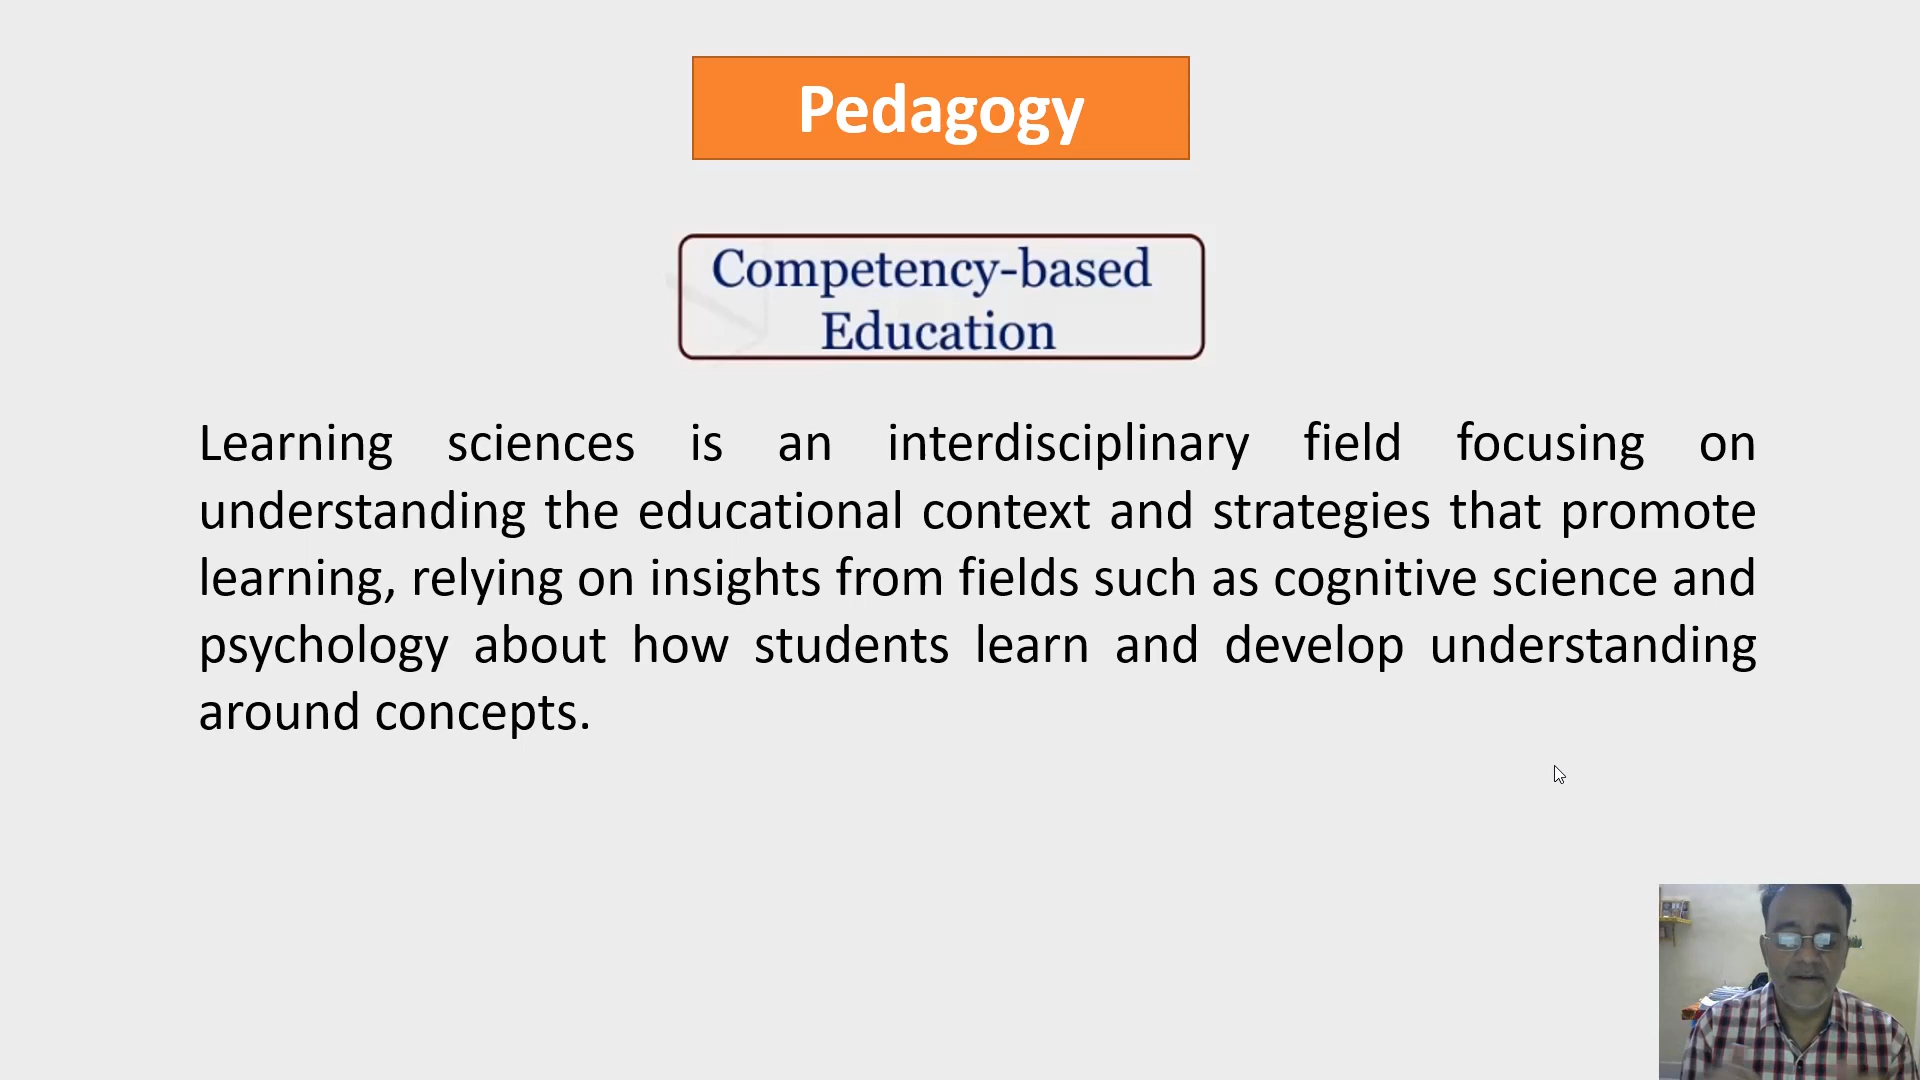 Pedagogy
Competency-based
Education
Learning sciences is an interdisciplinary field focusing on
understanding the educational context and strategies that promote
learning, relying on insights from fields such as cognitive science and
psychology about how students learn and develop understanding
around concepts.